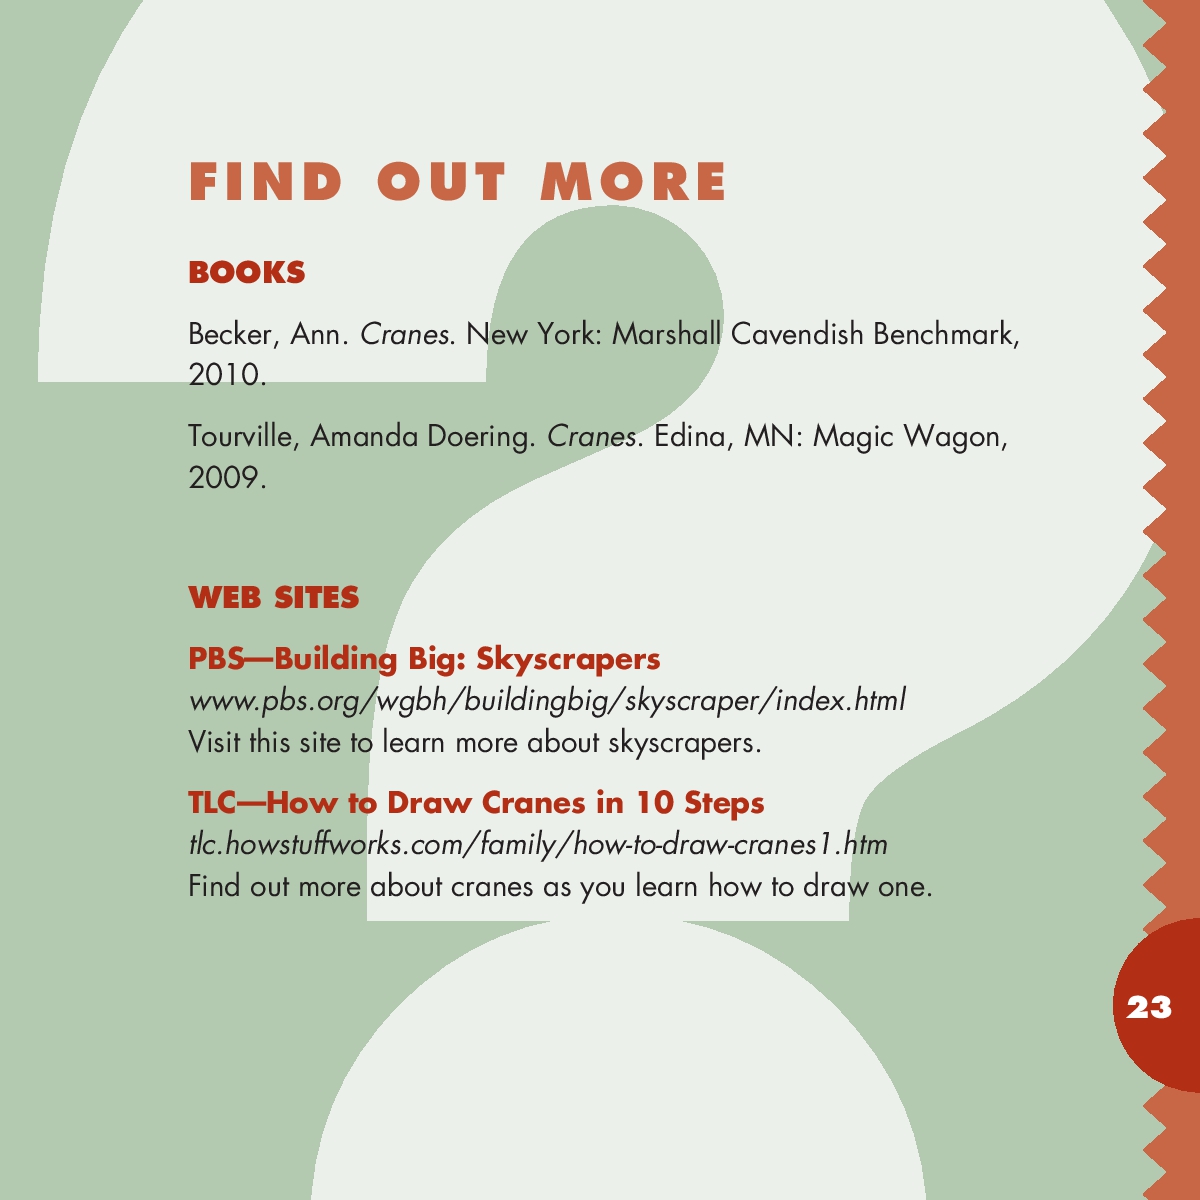 FIND OUT MORE
BOOKS
Becker, Ann. Cranes. New York: Marshall Cavendish Benchmark,
2010.
Tourville, Amanda Doering. Cranes. Edina, MN: Magic Wagon,
2009.
WEB SITES
PBS—Building Big: Skyscrapers
www.pbs.org/wgbh/buildingbig/skyscraper/index.html
Visit this site to learn more about skyscrapers.
TLC—How to Draw Cranes in 10 Steps
tlc.howstuffworks.com/family/how-to-draw-cranes1.htm
Find out more about cranes as you learn how to draw one.
23